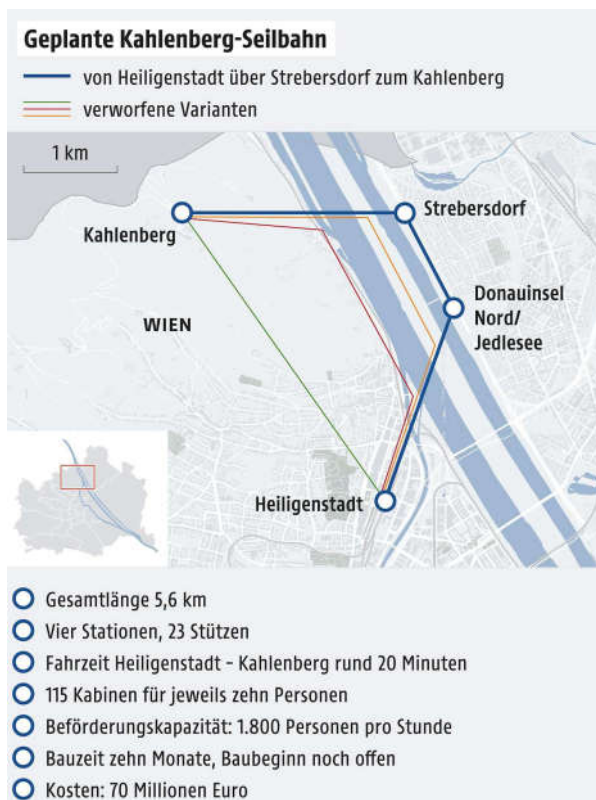 Geplante Kahlenberg-Seilbahn
von Heiligenstadt über Strebersdorf zum Kahlenberg
verworfene Varianten
1 km
Strebersdorf
Kahlenberg
Donauinsel
Nord/
Jedlesee
WIEN
Heiligenstadt
Gesamtlänge 5,6 km
Vier Stationen, 23 Stützen
Fahrzeit Heiligenstadt - Kahlenberg rund 20 Minuten
115 Kabinen für jeweils zehn Personen
Beförderungskapazität: 1.800 Personen pro Stunde
Bauzeit zehn Monate, Baubeginn noch offen
Kosten: 70 Millionen Euro